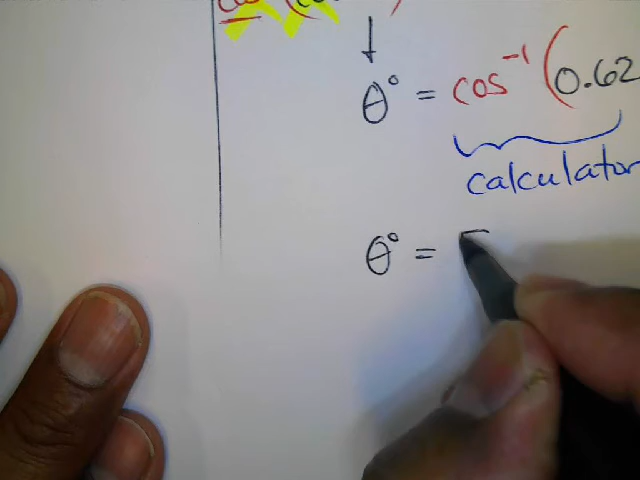 θ° = cos⁻¹ (0.62
calculator
θ° =